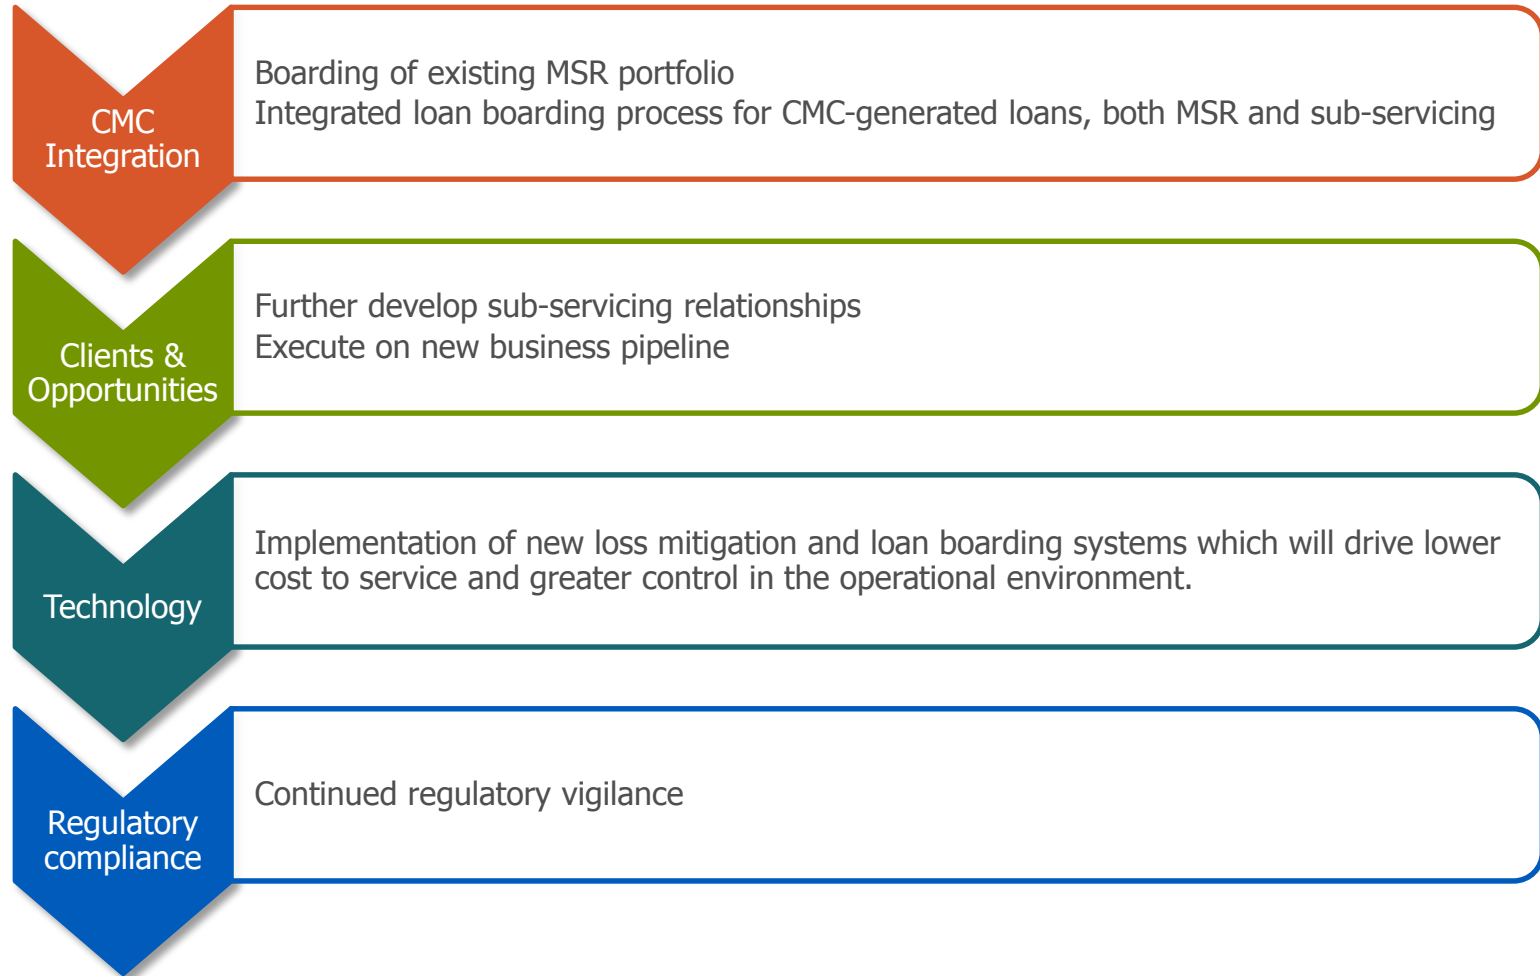 CMC
Integration
Boarding of existing MSR portfolio
Integrated loan boarding process for CMC-generated loans, both MSR and sub-servicing
Clients &
Opportunities
Further develop sub-servicing relationships
Execute on new business pipeline
Technology
Implementation of new loss mitigation and loan boarding systems which will drive lower
cost to service and greater control in the operational environment.
Regulatory
compliance
Continued regulatory vigilance